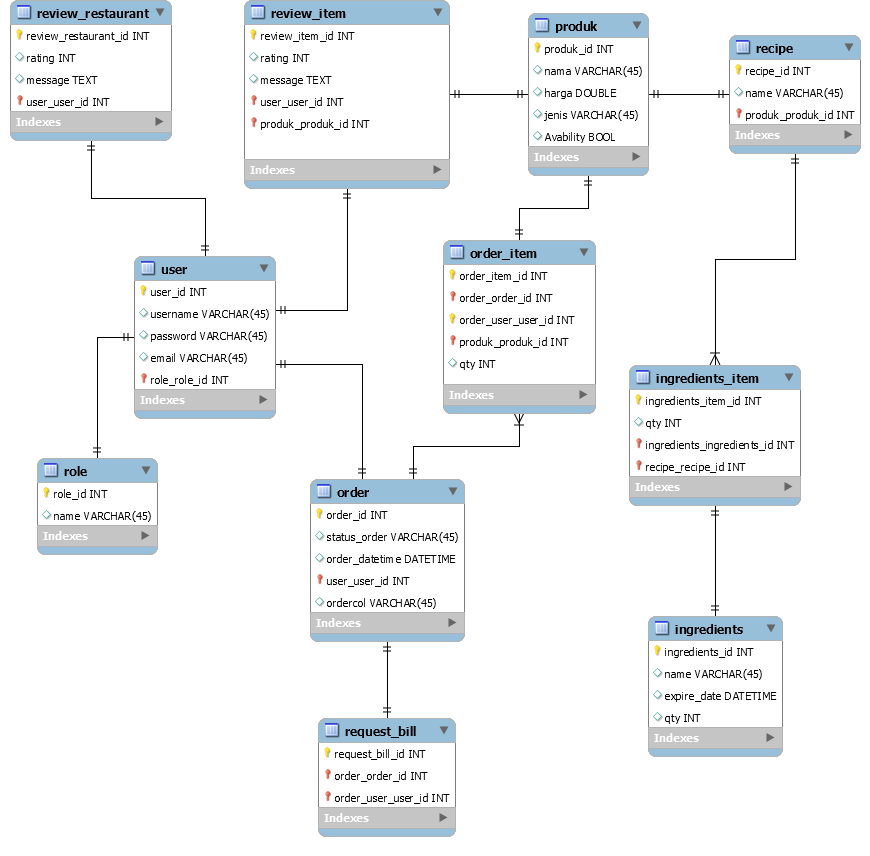 review_restaurant
review_restaurant_id INT
rating INT
message TEXT
user_user_id INT
Indexes
review_item
review_item_id INT
rating INT
message TEXT
user_user_id INT
produk_produk_id INT
Indexes
produk
produk_id INT
nama VARCHAR(45)
harga DOUBLE
jenis VARCHAR(45)
Avability BOOL
Indexes
recipe
recipe_id INT
name VARCHAR(45)
produk_produk_id INT
Indexes
user
user_id INT
username VARCHAR(45)
password VARCHAR(45)
email VARCHAR(45)
role_role_id INT
Indexes
order_item
order_item_id INT
order_order_id INT
order_user_user_id INT
produk_produk_id INT
qty INT
Indexes
ingredients_item
ingredients_item_id INT
qty INT
ingredients_ingredients_id INT
recipe_recipe_id INT
Indexes
role
role_id INT
name VARCHAR(45)
Indexes
order
order_id INT
status_order VARCHAR(45)
order_datetime DATETIME
user_user_id INT
ordercol VARCHAR(45)
Indexes
ingredients
ingredients_id INT
name VARCHAR(45)
expire_date DATETIME
qty INT
Indexes
request_bill
request_bill_id INT
order_order_id INT
order_user_user_id INT
Indexes